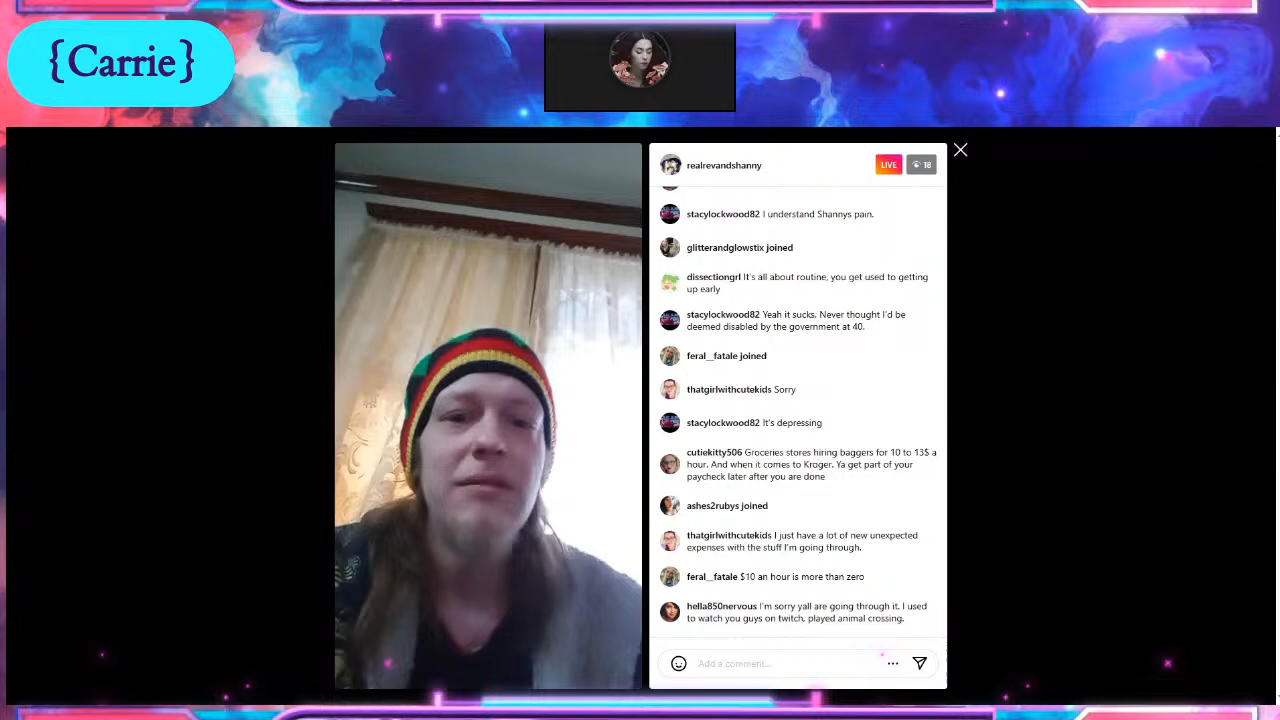 {Carrie}
realrevandshanny
LIVE
18
stacylockwood82 I understand Shannys pain.
glitterandglowstix joined
dissectiongrl It's all about routine, you get used to getting
up early
stacylockwood82 Yeah it sucks. Never thought I'd be
deemed disabled by the government at 40.
feral__fatale joined
thatgirlwithcutekids Sorry
stacylockwood82 It's depressing
cutiekitty506 Groceries stores hiring baggers for 10 to 13$ a
hour. And when it comes to Kroger. Ya get part of your
paycheck later after you are done
ashes2rubys joined
thatgirlwithcutekids I just have a lot of new unexpected
expenses with the stuff I'm going through.
feral__fatale $10 an hour is more than zero
hella850nervous I'm sorry yall are going through it. I used
to watch you guys on twitch, played animal crossing.
Add a comment...